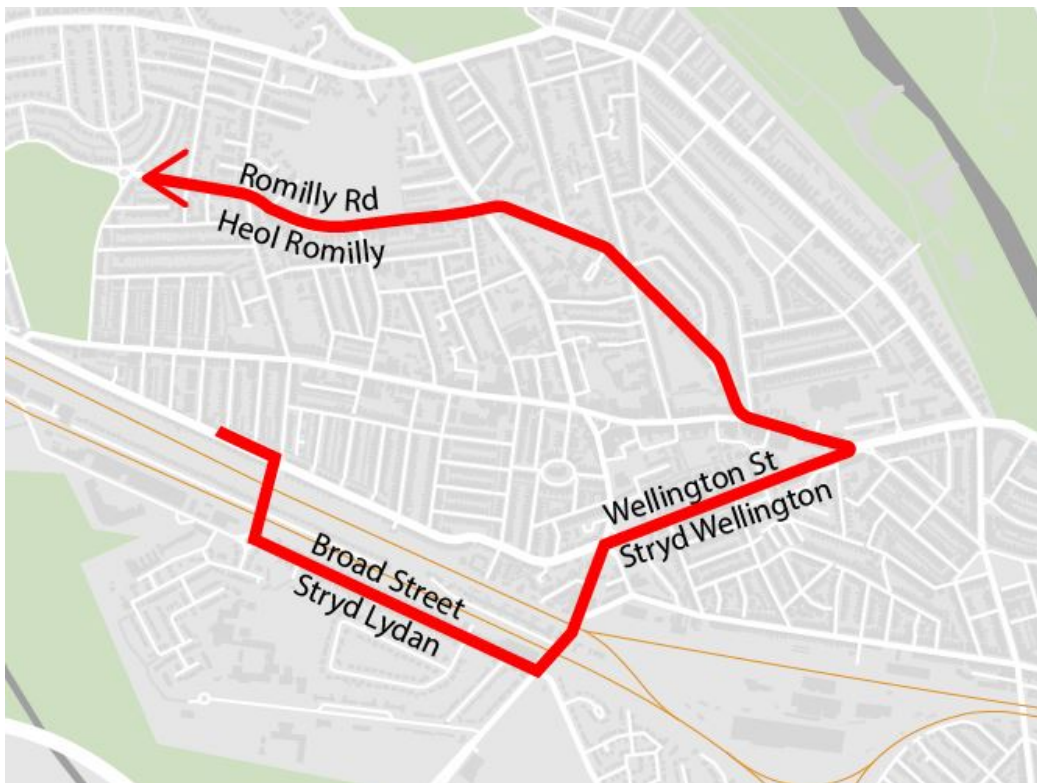 Romilly Rd
Heol Romilly
Wellington St
Stryd Wellington
Broad Street
Stryd Lydan